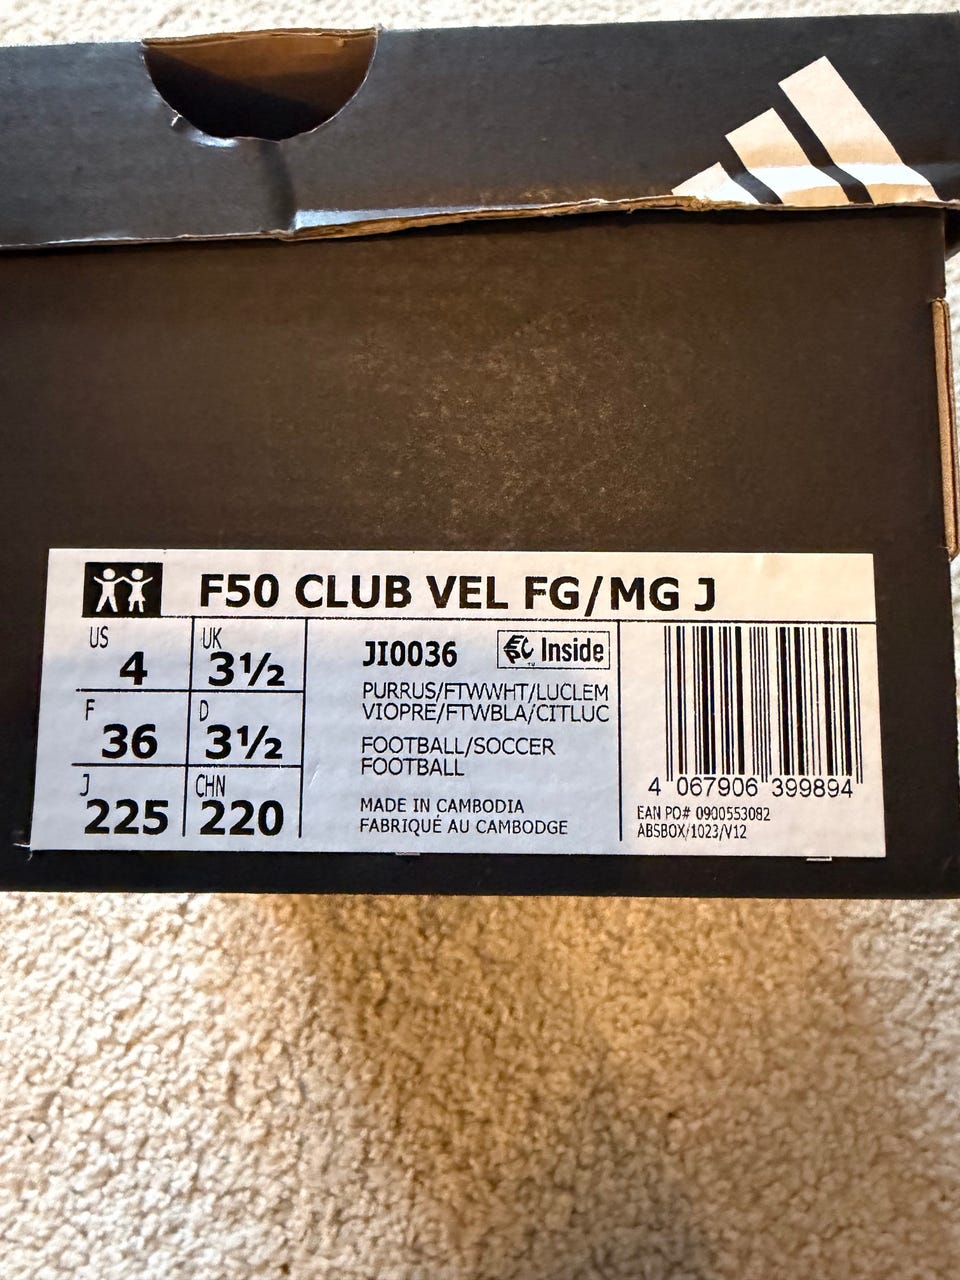 F50 CLUB VEL FG/MG J
US
4
UK
3½
F
36
D
3½
J
225
CHN
220
JI0036
EPC Inside
TM
PURRUS/FTWWHT/LUCLEM
VIOPRE/FTWBLA/CITLUC
FOOTBALL/SOCCER
FOOTBALL
MADE IN CAMBODIA
FABRIQUÉ AU CAMBODGE
4 067906 399894
EAN PO# 0900553082
ABSBOX/1023/V12